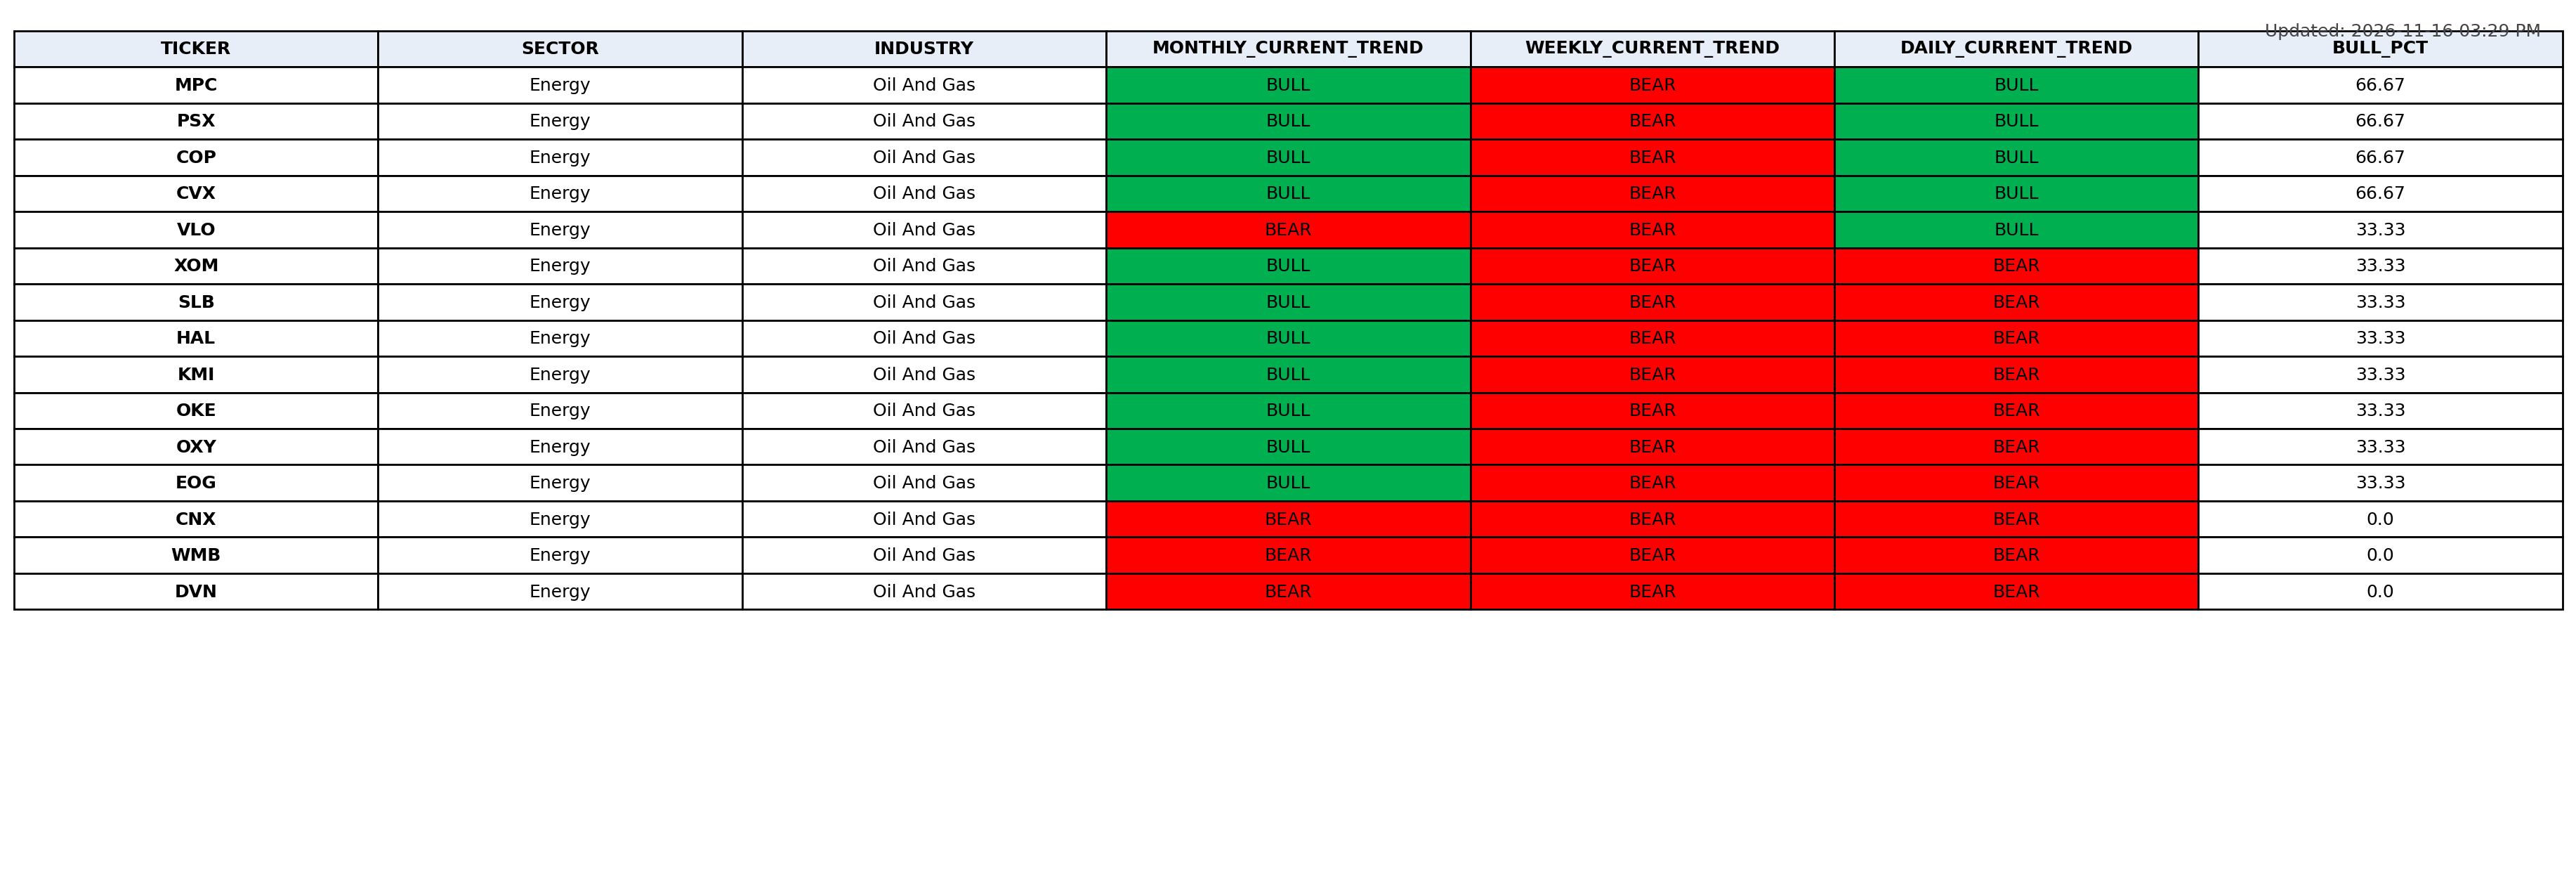 Updated: 2026-11-16 03:29 PM
TICKER SECTOR INDUSTRY MONTHLY_CURRENT_TREND WEEKLY_CURRENT_TREND DAILY_CURRENT_TREND BULL_PCT
MPC Energy Oil And Gas BULL BEAR BULL 66.67
PSX Energy Oil And Gas BULL BEAR BULL 66.67
COP Energy Oil And Gas BULL BEAR BULL 66.67
CVX Energy Oil And Gas BULL BEAR BULL 66.67
VLO Energy Oil And Gas BEAR BEAR BULL 33.33
XOM Energy Oil And Gas BULL BEAR BEAR 33.33
SLB Energy Oil And Gas BULL BEAR BEAR 33.33
HAL Energy Oil And Gas BULL BEAR BEAR 33.33
KMI Energy Oil And Gas BULL BEAR BEAR 33.33
OKE Energy Oil And Gas BULL BEAR BEAR 33.33
OXY Energy Oil And Gas BULL BEAR BEAR 33.33
EOG Energy Oil And Gas BULL BEAR BEAR 33.33
CNX Energy Oil And Gas BEAR BEAR BEAR 0.0
WMB Energy Oil And Gas BEAR BEAR BEAR 0.0
DVN Energy Oil And Gas BEAR BEAR BEAR 0.0